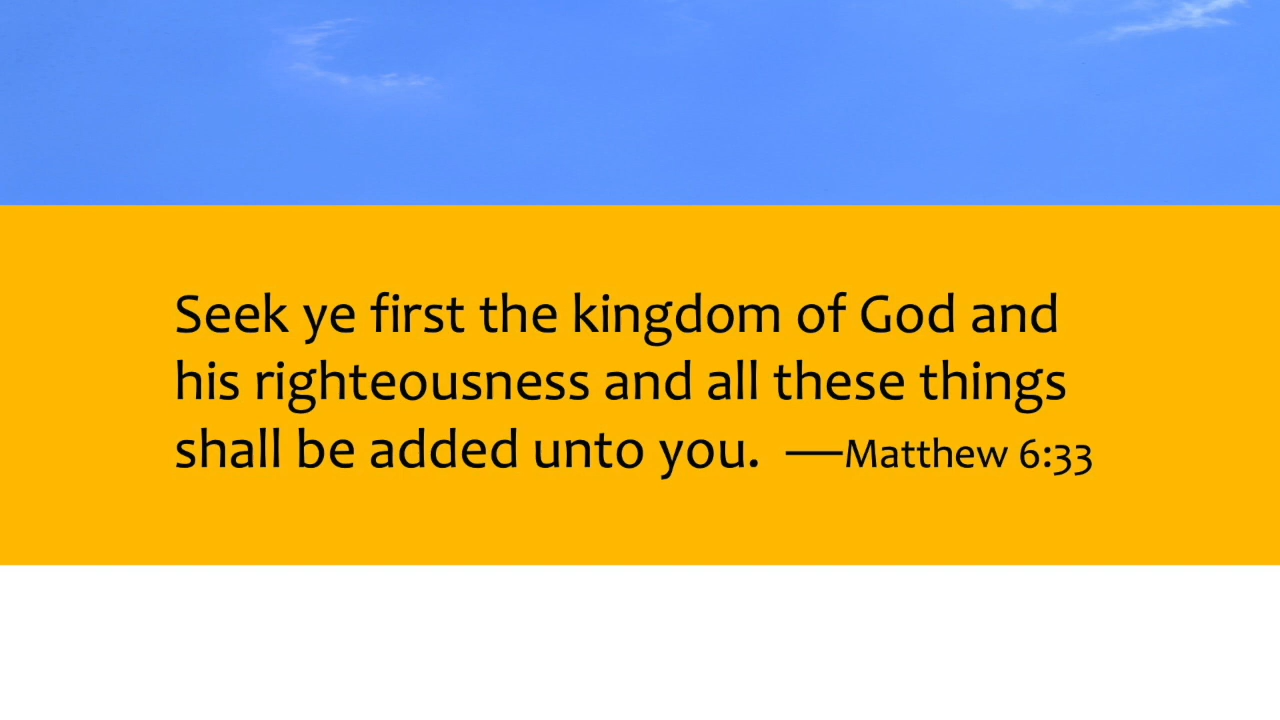 Seek ye first the kingdom of God and
his righteousness and all these things
shall be added unto you. —Matthew 6:33